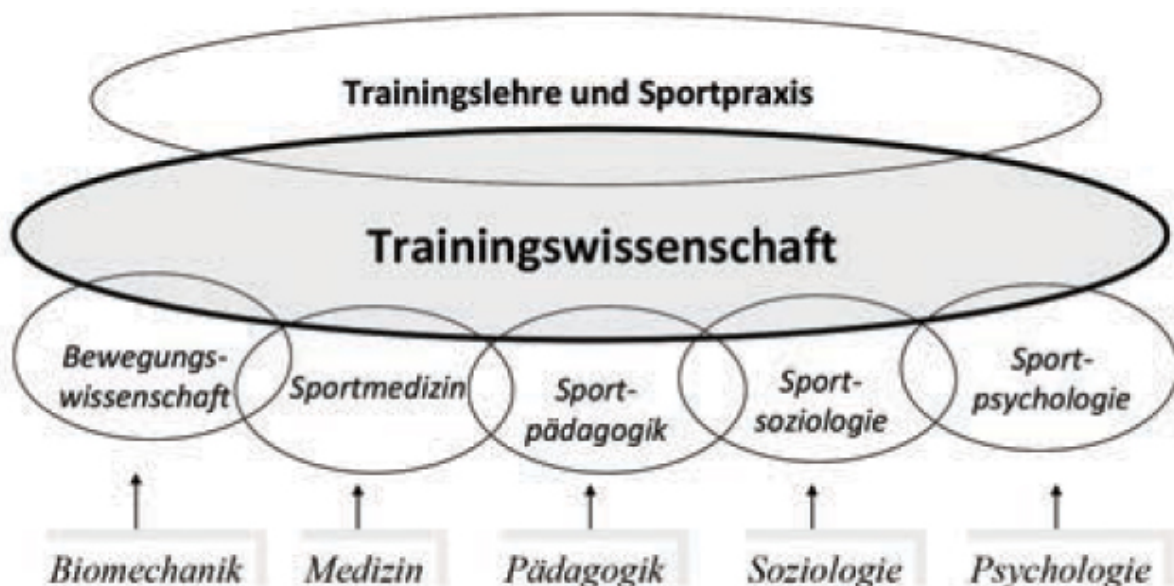 Trainingslehre und Sportpraxis
Trainingswissenschaft
Bewegungs-
wissenschaft
Sportmedizin
Sport-
pädagogik
Sport-
soziologie
Sport-
psychologie
Biomechanik
Medizin
Pädagogik
Soziologie
Psychologie